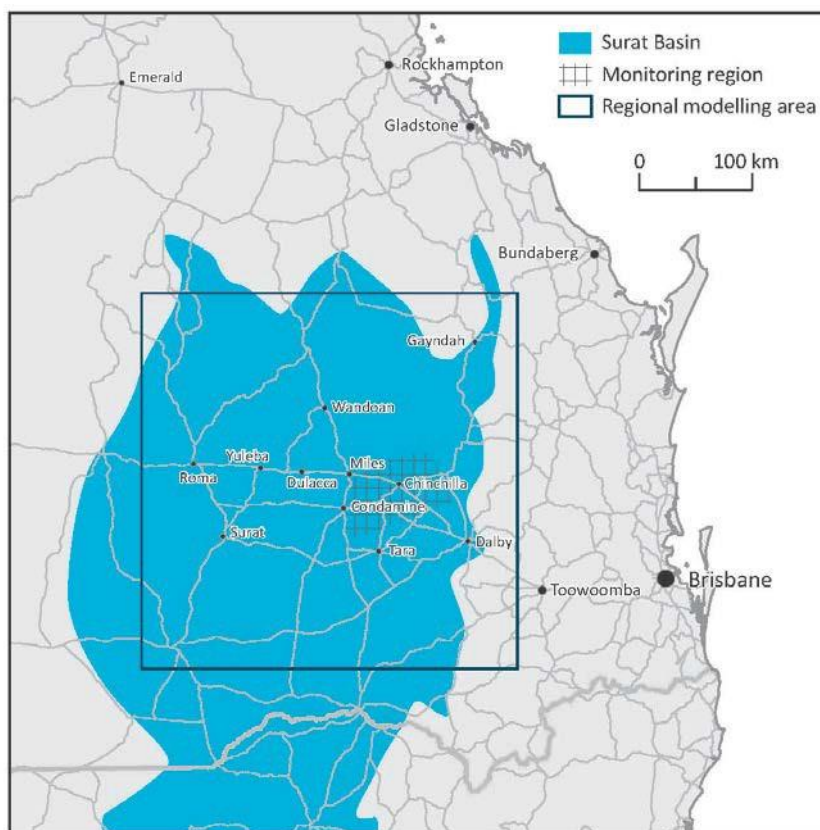 Surat Basin
Rockhampton
Emerald
Monitoring region
Regional modelling area
Gladstone
0 100 km
Bundaberg
Gayndah
Wandoan
Yuleba
Miles
Roma
Dulacca
Chinchilla
Condamine
Surat
Dalby
Tara
Brisbane
Toowoomba